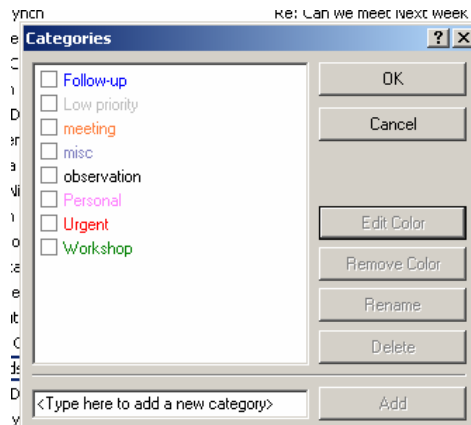 Re: Can we meet Next week
Categories
Follow-up
OK
Low priority
meeting
Cancel
misc
observation
Personal
Edit Color
Urgent
Workshop
Remove Color
Rename
Delete
<Type here to add a new category>
Add